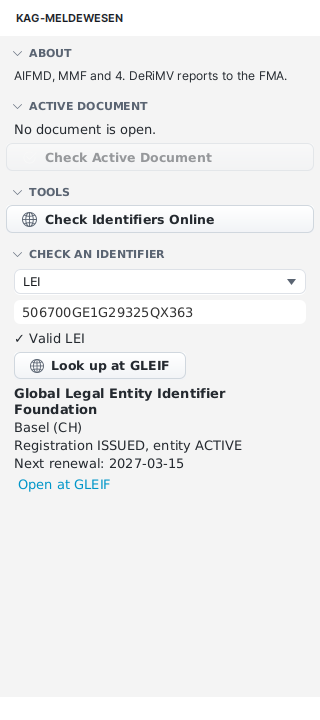 KAG-MELDEWESEN
ABOUT
AIFMD, MMF and 4. DeRiMV reports to the FMA.
ACTIVE DOCUMENT
No document is open.
Check Active Document
TOOLS
Check Identifiers Online
CHECK AN IDENTIFIER
LEI
506700GE1G29325QX363
✓ Valid LEI
Look up at GLEIF
Global Legal Entity Identifier
Foundation
Basel (CH)
Registration ISSUED, entity ACTIVE
Next renewal: 2027-03-15
Open at GLEIF